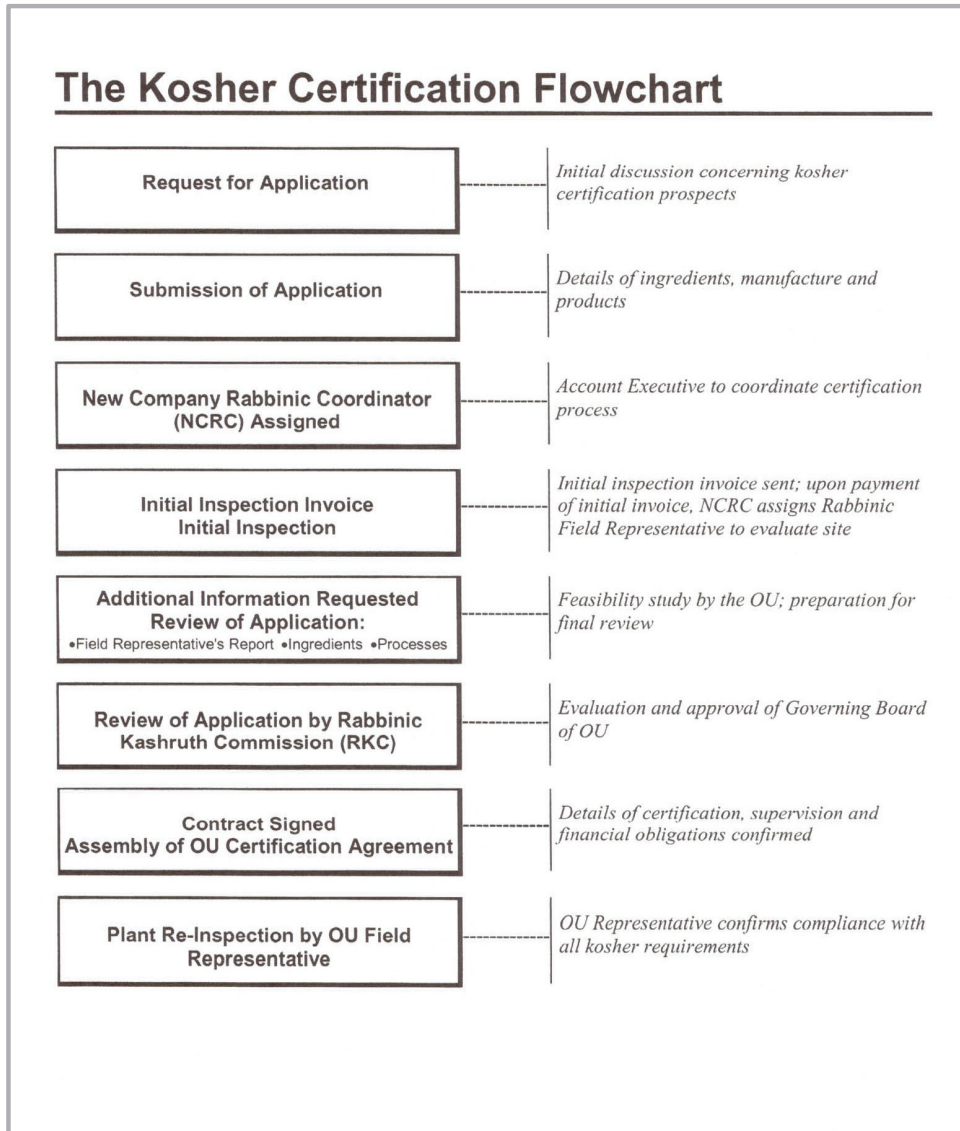 The Kosher Certification Flowchart
Request for Application
Initial discussion concerning kosher
certification prospects
Submission of Application
Details of ingredients, manufacture and
products
New Company Rabbinic Coordinator
(NCRC) Assigned
Account Executive to coordinate certification
process
Initial Inspection Invoice
Initial Inspection
Initial inspection invoice sent; upon payment
of initial invoice, NCRC assigns Rabbinic
Field Representative to evaluate site
Additional Information Requested
Review of Application:
•Field Representative's Report •Ingredients •Processes
Feasibility study by the OU; preparation for
final review
Review of Application by Rabbinic
Kashruth Commission (RKC)
Evaluation and approval of Governing Board
of OU
Contract Signed
Assembly of OU Certification Agreement
Details of certification, supervision and
financial obligations confirmed
Plant Re-Inspection by OU Field
Representative
OU Representative confirms compliance with
all kosher requirements